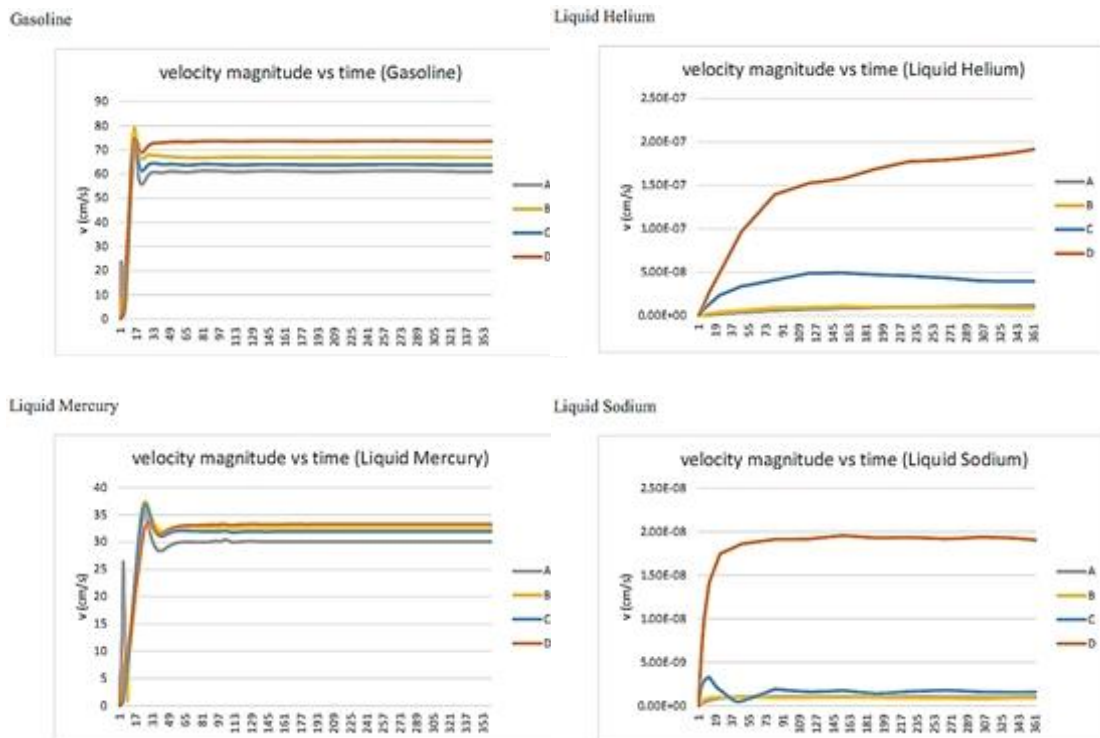 Gasoline
velocity magnitude vs time (Gasoline)
90
80
70
60
50
40
30
20
10
0
v (cm/s)
1 17 33 49 65 81 97 113 129 145 161 177 193 209 225 241 257 273 289 305 321 337 353
A
B
C
D
Liquid Helium
velocity magnitude vs time (Liquid Helium)
2.50E-07
2.00E-07
1.50E-07
1.00E-07
5.00E-08
0.00E+00
v (cm/s)
1 19 37 55 73 91 109 127 145 163 181 199 217 235 253 271 289 307 325 343 361
A
B
C
D
Liquid Mercury
velocity magnitude vs time (Liquid Mercury)
40
35
30
25
20
15
10
5
0
v (cm/s)
1 17 33 49 65 81 97 113 129 145 161 177 193 209 225 241 257 273 289 305 321 337 353
A
B
C
D
Liquid Sodium
velocity magnitude vs time (Liquid Sodium)
2.50E-08
2.00E-08
1.50E-08
1.00E-08
5.00E-09
0.00E+00
v (cm/s)
1 19 37 55 73 91 109 127 145 163 181 199 217 235 253 271 289 307 325 343 361
A
B
C
D